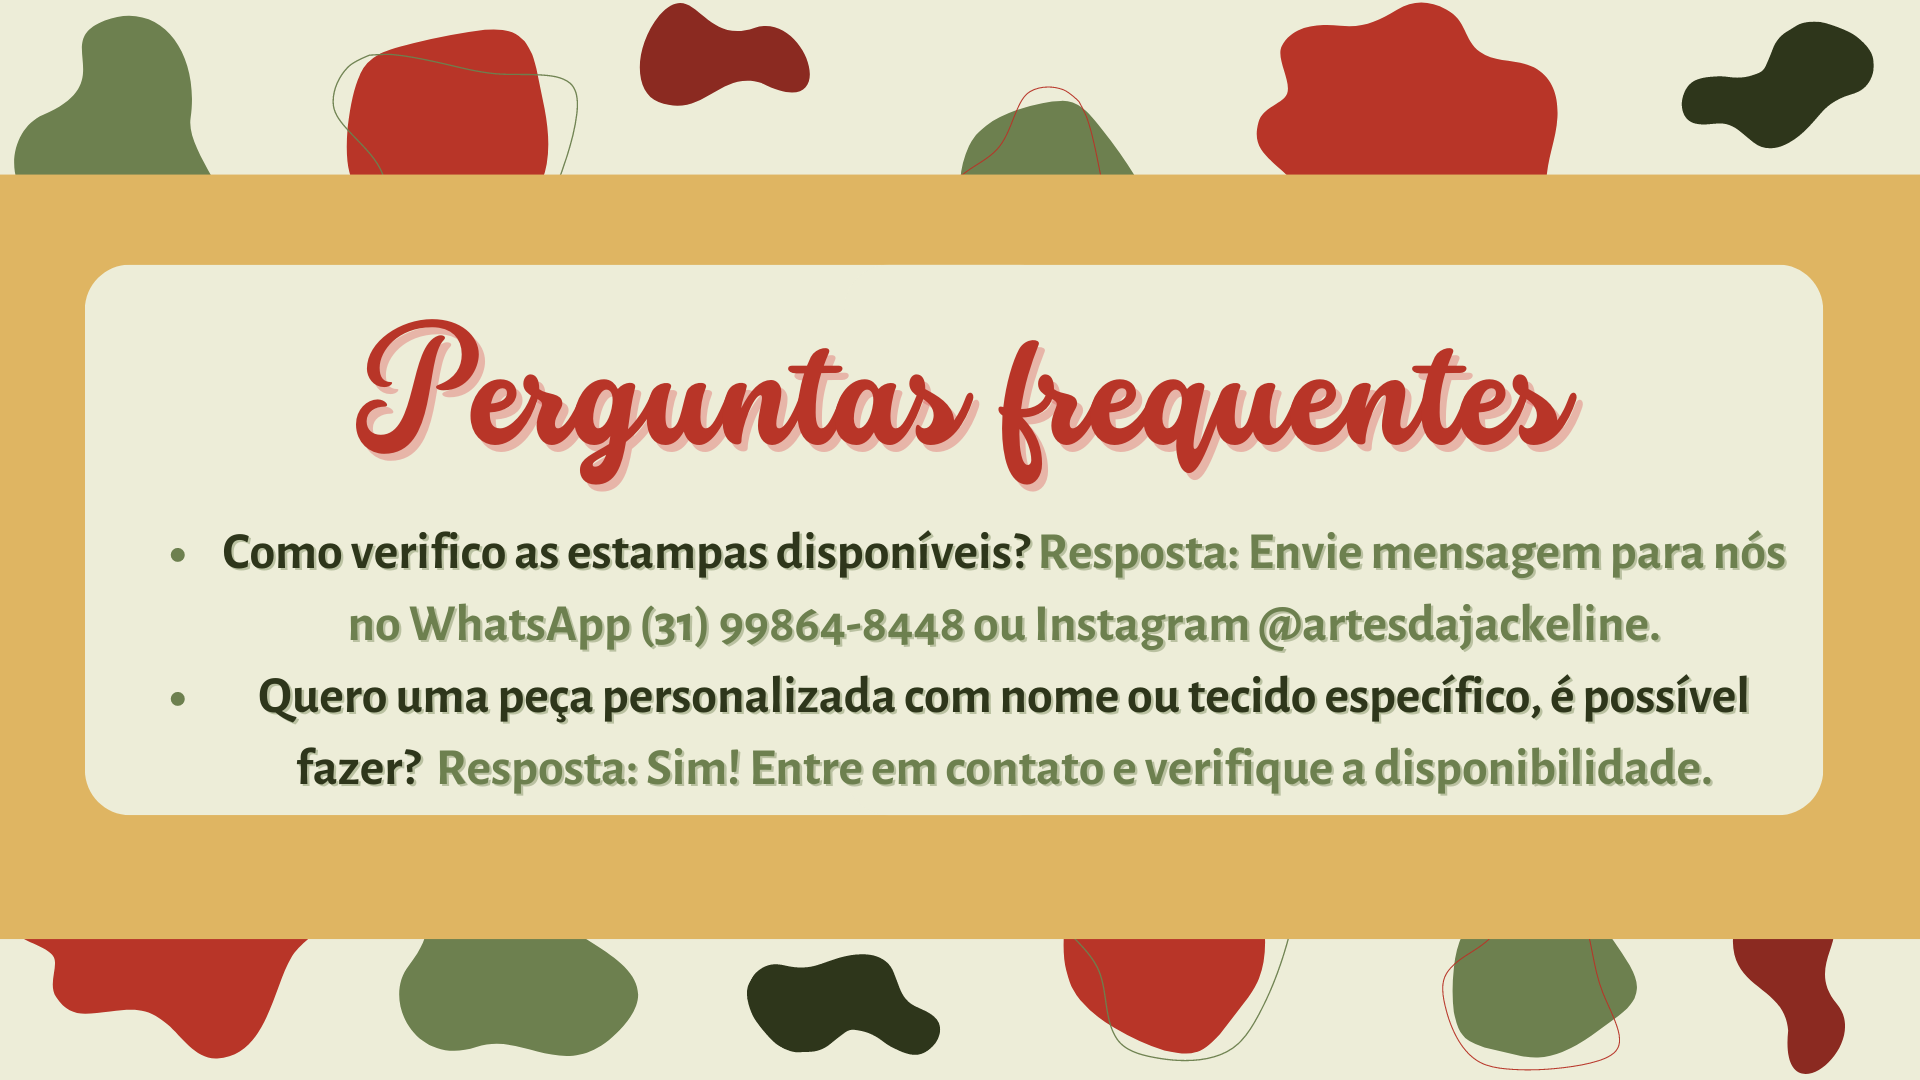 Perguntas frequentes
• Como verifico as estampas disponíveis? Resposta: Envie mensagem para nós
no WhatsApp (31) 99864-8448 ou Instagram @artesdajackeline.
• Quero uma peça personalizada com nome ou tecido específico, é possível
fazer? Resposta: Sim! Entre em contato e verifique a disponibilidade.